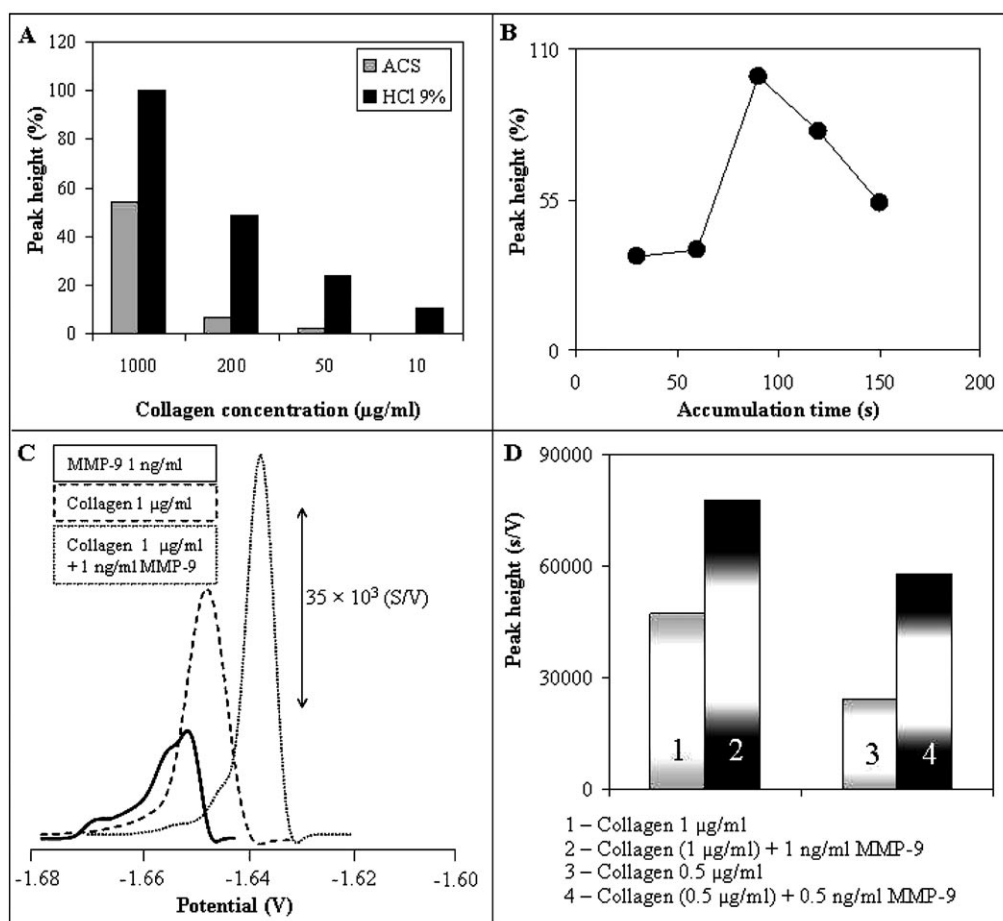 A
120
100
80
60
40
20
0
Peak height (%)
ACS
HCl 9%
1000 200 50 10
Collagen concentration (µg/ml)
B
110
55
0
Peak height (%)
0 50 100 150 200
Accumulation time (s)
C
MMP-9 1 ng/ml
Collagen 1 µg/ml
Collagen 1 µg/ml
+ 1 ng/ml MMP-9
35 × 10³ (S/V)
-1.68 -1.66 -1.64 -1.62 -1.60
Potential (V)
D
90000
60000
30000
0
Peak height (s/V)
1 2 3 4
1 – Collagen 1 µg/ml
2 – Collagen (1 µg/ml) + 1 ng/ml MMP-9
3 – Collagen 0.5 µg/ml
4 – Collagen (0.5 µg/ml) + 0.5 ng/ml MMP-9